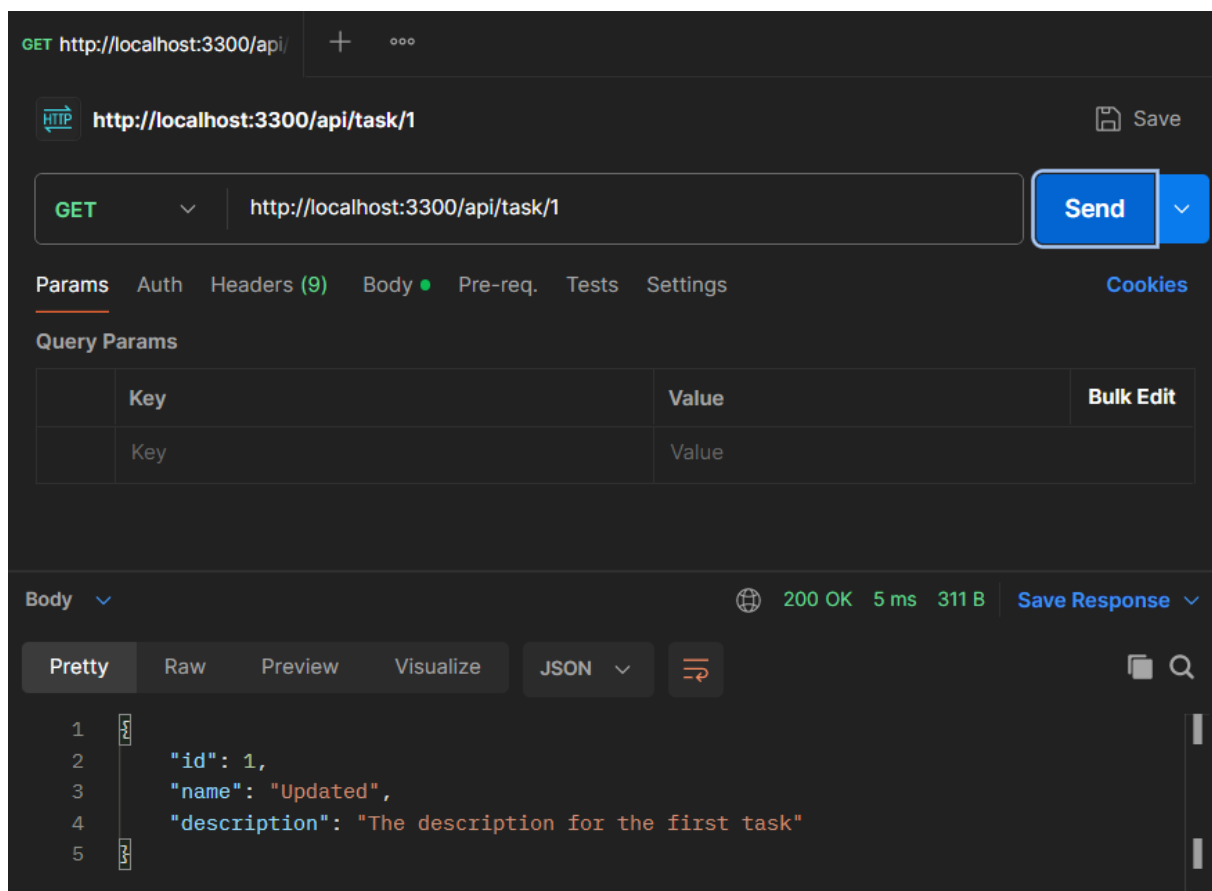 GET http://localhost:3300/api/
HTTP http://localhost:3300/api/task/1 Save
GET http://localhost:3300/api/task/1 Send
Params Auth Headers (9) Body Pre-req. Tests Settings Cookies
Query Params
Key Value Bulk Edit
Key Value
Body 200 OK 5 ms 311 B Save Response
Pretty Raw Preview Visualize JSON
1 {
2 "id": 1,
3 "name": "Updated",
4 "description": "The description for the first task"
5 }